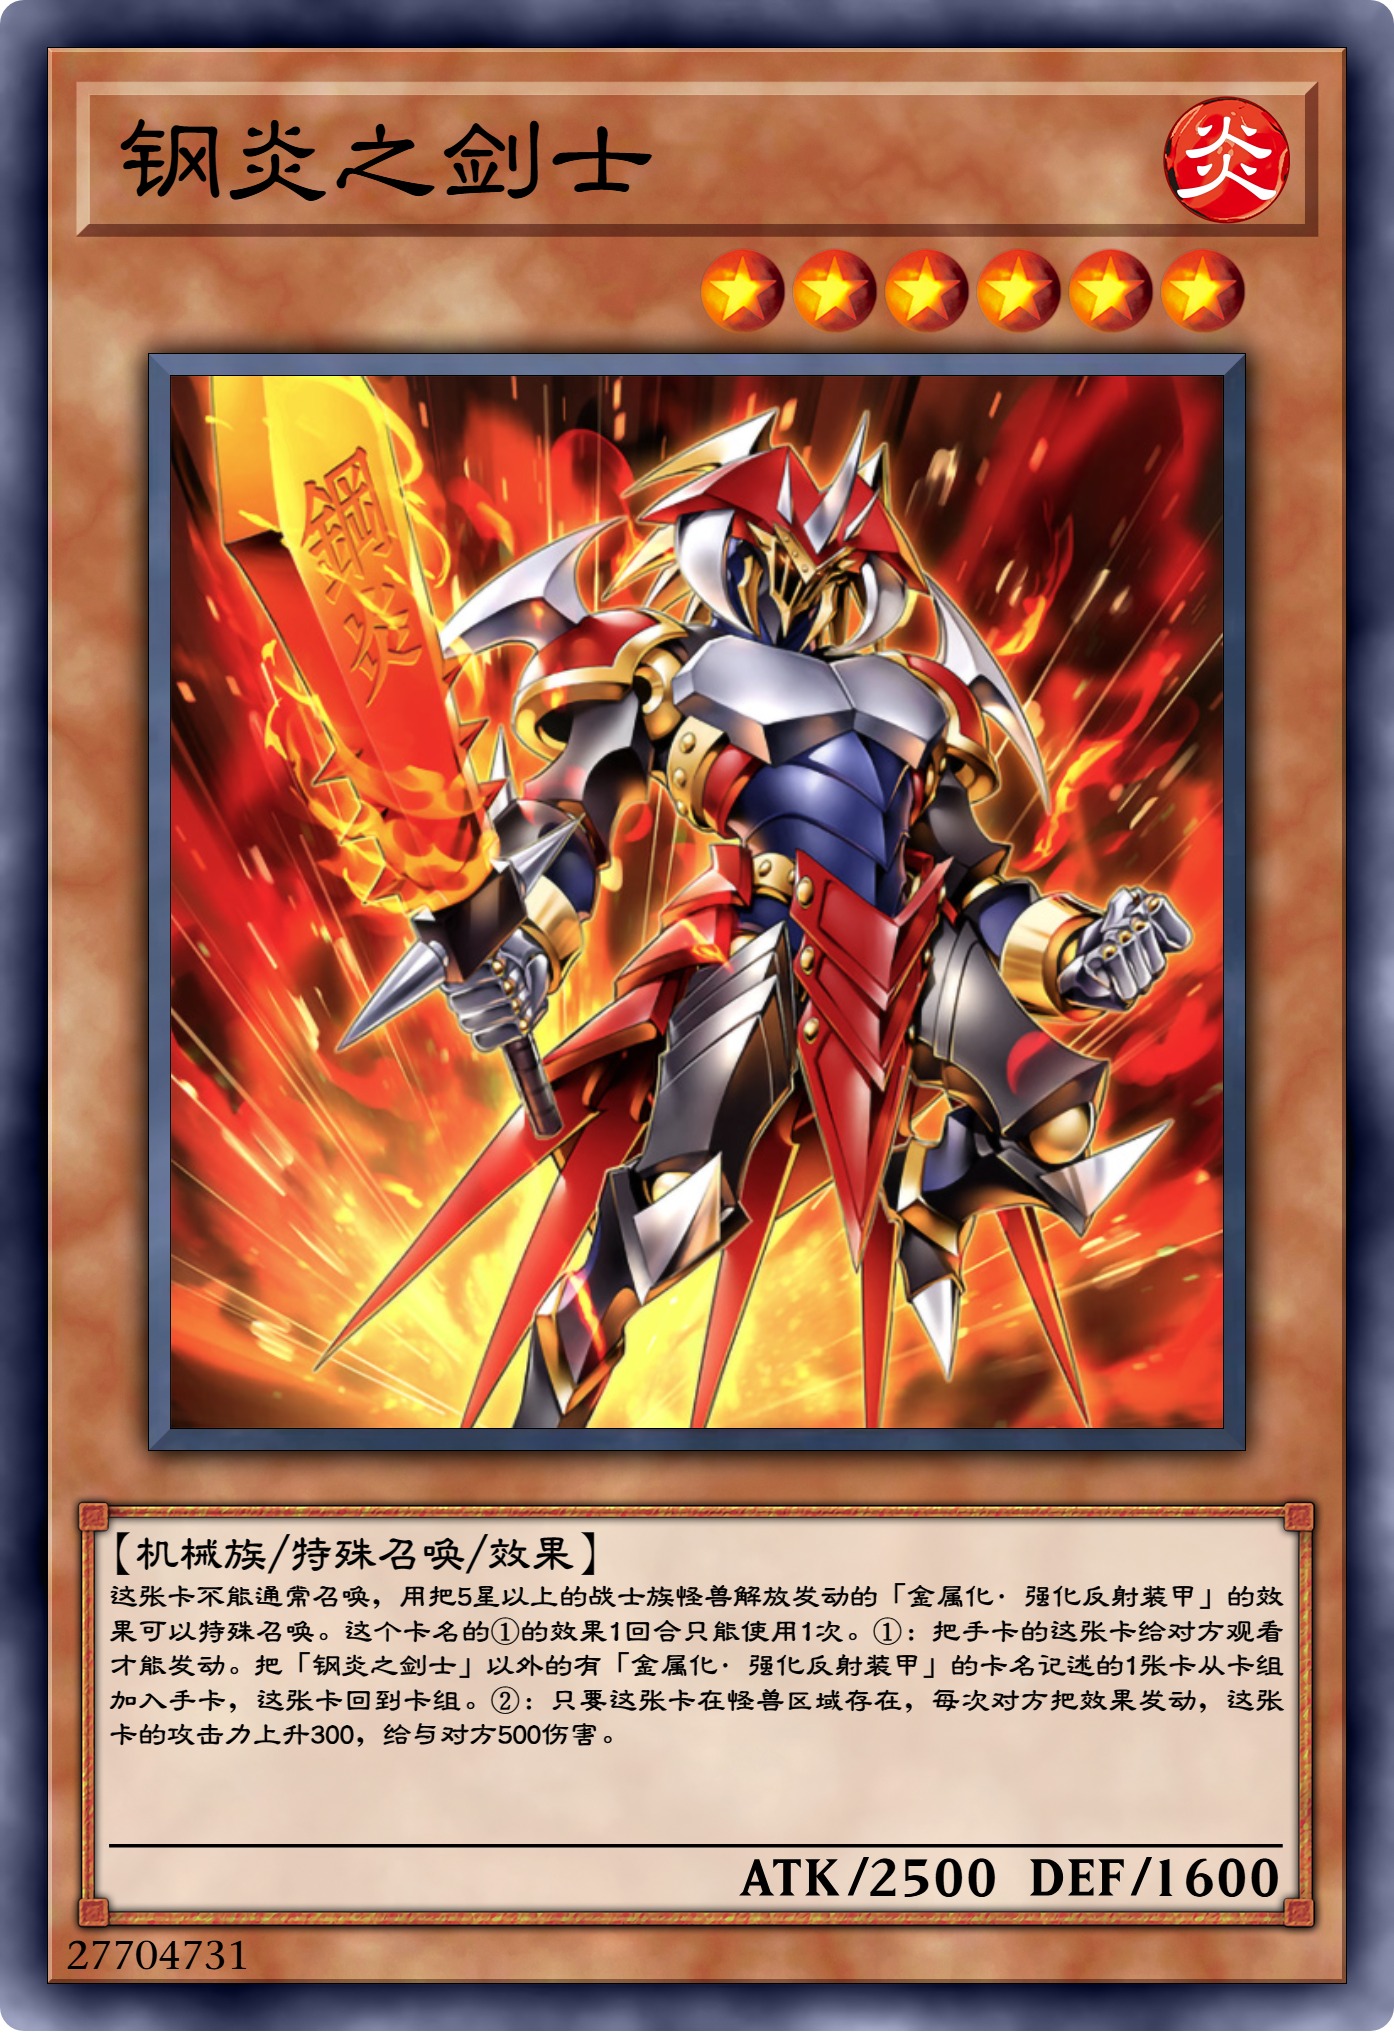 钢炎之剑士
炎
鋼炎
【机械族/特殊召唤/效果】
这张卡不能通常召唤，用把5星以上的战士族怪兽解放发动的「金属化·强化反射装甲」的效
果可以特殊召唤。这个卡名的①的效果1回合只能使用1次。①：把手卡的这张卡给对方观看
才能发动。把「钢炎之剑士」以外的有「金属化·强化反射装甲」的卡名记述的1张卡从卡组
加入手卡，这张卡回到卡组。②：只要这张卡在怪兽区域存在，每次对方把效果发动，这张
卡的攻击力上升300，给与对方500伤害。
ATK/2500 DEF/1600
27704731